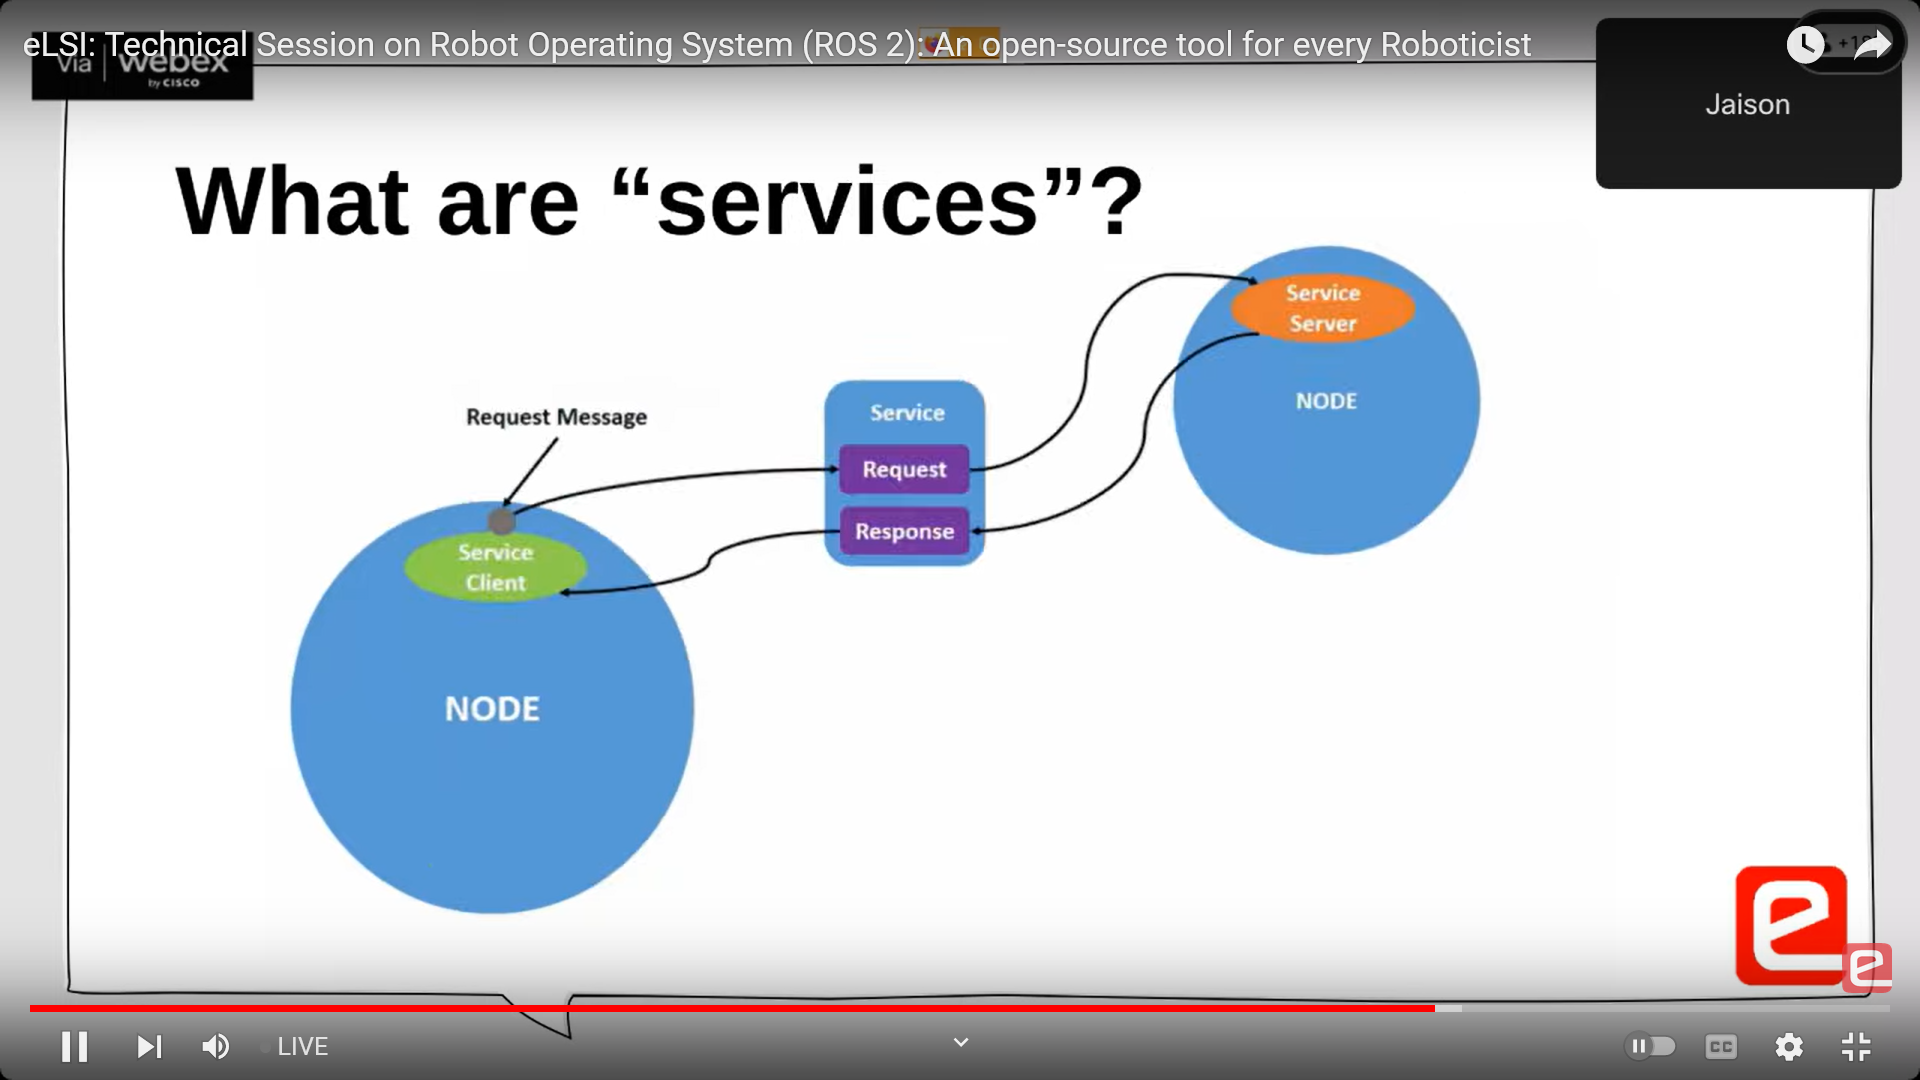 eLSI: Technical Session on Robot Operating System (ROS 2): An open-source tool for every Roboticist
via webex
by CISCO
Jaison
What are “services”?
Service
Server
NODE
Request Message
Service
Request
Response
Service
Client
NODE
LIVE
CC